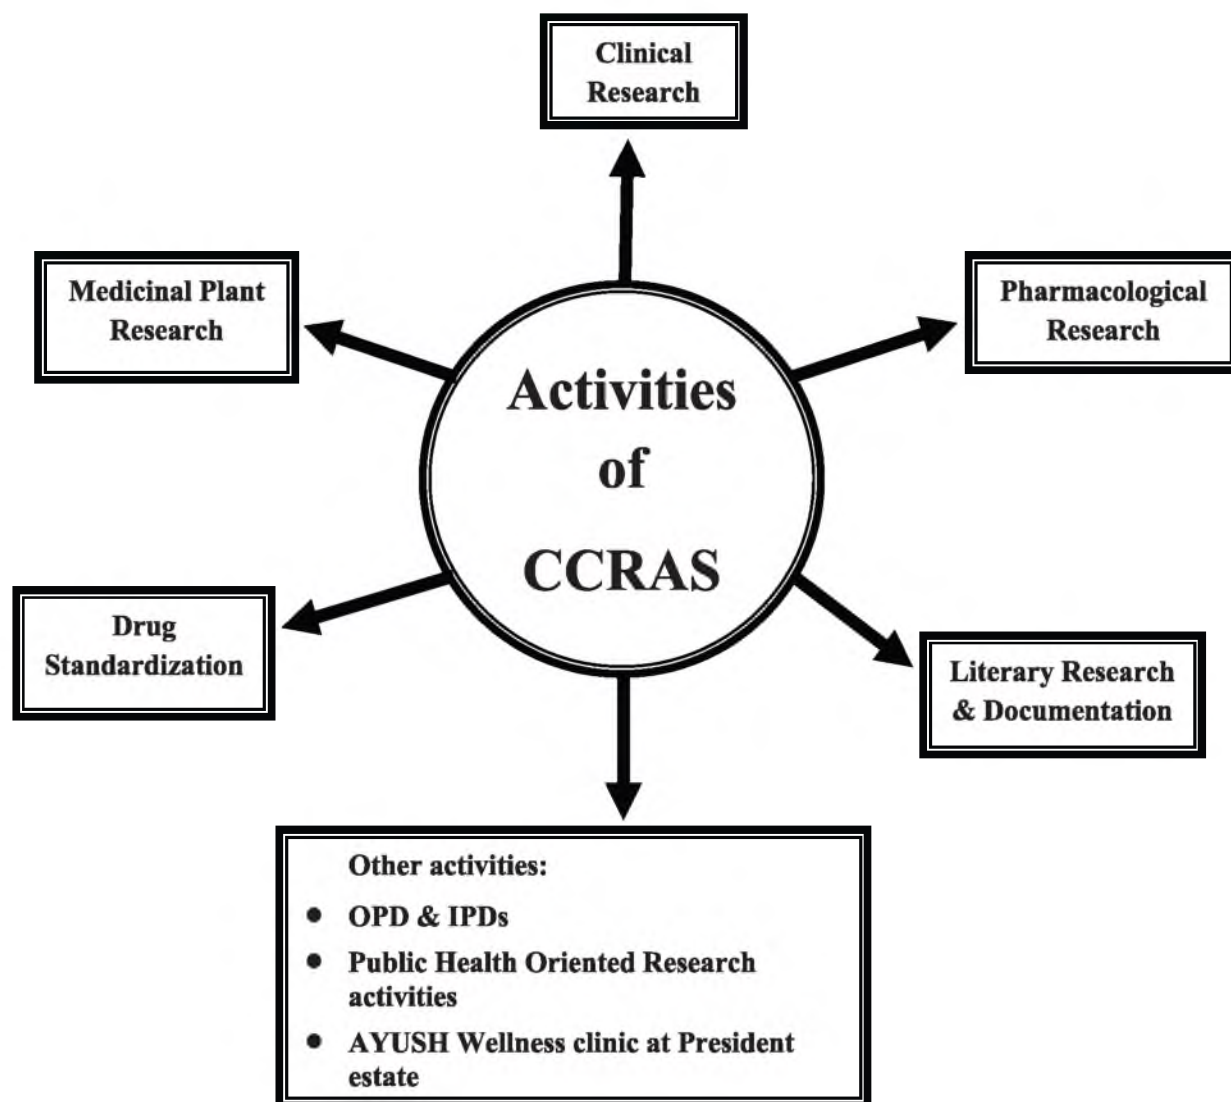 Clinical
Research
Medicinal Plant
Research
Pharmacological
Research
Activities
of
CCRAS
Drug
Standardization
Literary Research
& Documentation
Other activities:
● OPD & IPDs
● Public Health Oriented Research
activities
● AYUSH Wellness clinic at President
estate